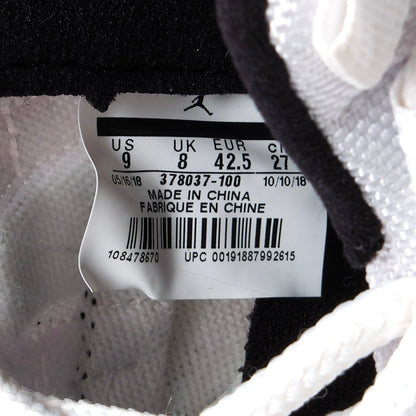 US UK EUR
9 8 42.5 27
05/16/18 378037-100 10/10/18
MADE IN CHINA
FABRIQUE EN CHINE
108478670 UPC 00191887992615